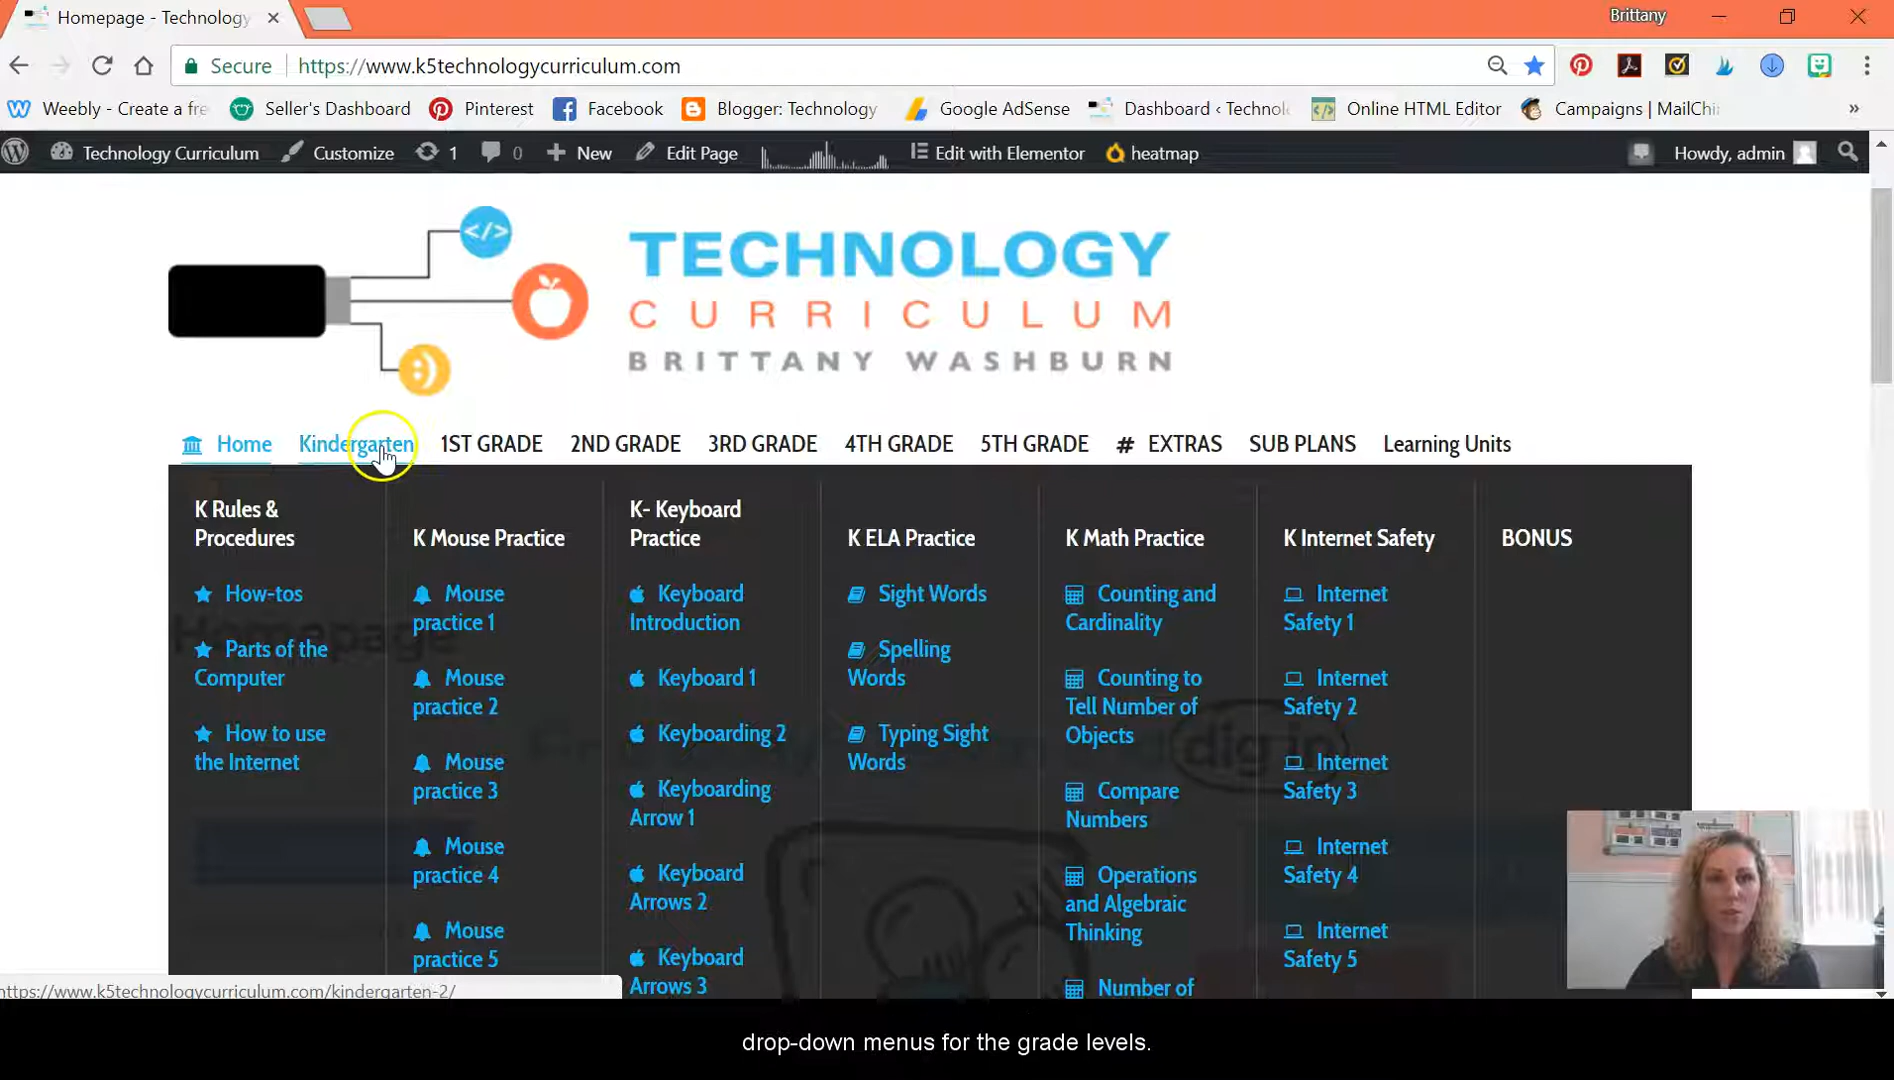 Homepage - Technology
Brittany
Secure
https://www.k5technologycurriculum.com
Weebly - Create a fre
Seller's Dashboard
Pinterest
Facebook
Blogger: Technology
Google AdSense
Dashboard ‹ Technol
Online HTML Editor
Campaigns | MailChi
»
Technology Curriculum
Customize
1
0
New
Edit Page
Edit with Elementor
heatmap
Howdy, admin
</>
TECHNOLOGY
CURRICULUM
BRITTANY WASHBURN
Home
Kindergarten
1ST GRADE
2ND GRADE
3RD GRADE
4TH GRADE
5TH GRADE
# EXTRAS
SUB PLANS
Learning Units
K Rules &
Procedures
How-tos
Parts of the
Computer
How to use
the Internet
K Mouse Practice
Mouse
practice 1
Mouse
practice 2
Mouse
practice 3
Mouse
practice 4
Mouse
practice 5
K- Keyboard
Practice
Keyboard
Introduction
Keyboard 1
Keyboarding 2
Keyboarding
Arrow 1
Keyboard
Arrows 2
Keyboard
Arrows 3
K ELA Practice
Sight Words
Spelling
Words
Typing Sight
Words
K Math Practice
Counting and
Cardinality
Counting to
Tell Number of
Objects
Compare
Numbers
Operations
and Algebraic
Thinking
Number of
K Internet Safety
Internet
Safety 1
Internet
Safety 2
Internet
Safety 3
Internet
Safety 4
Internet
Safety 5
BONUS
Homepage
dig in
https://www.k5technologycurriculum.com/kindergarten-2/
drop-down menus for the grade levels.